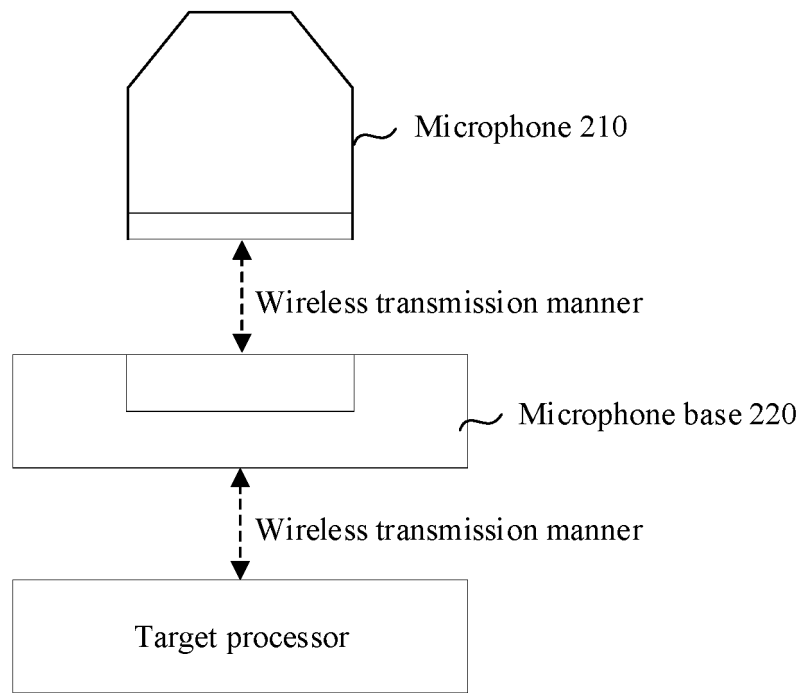 Microphone 210
Wireless transmission manner
Microphone base 220
Wireless transmission manner
Target processor